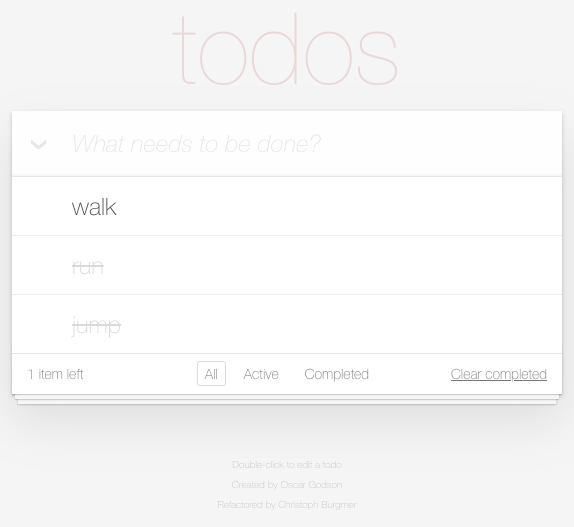 todos
What needs to be done?
walk
run
jump
1 item left All Active Completed Clear completed
Double-click to edit a todo
Created by Oscar Godson
Refactored by Christoph Burgmer